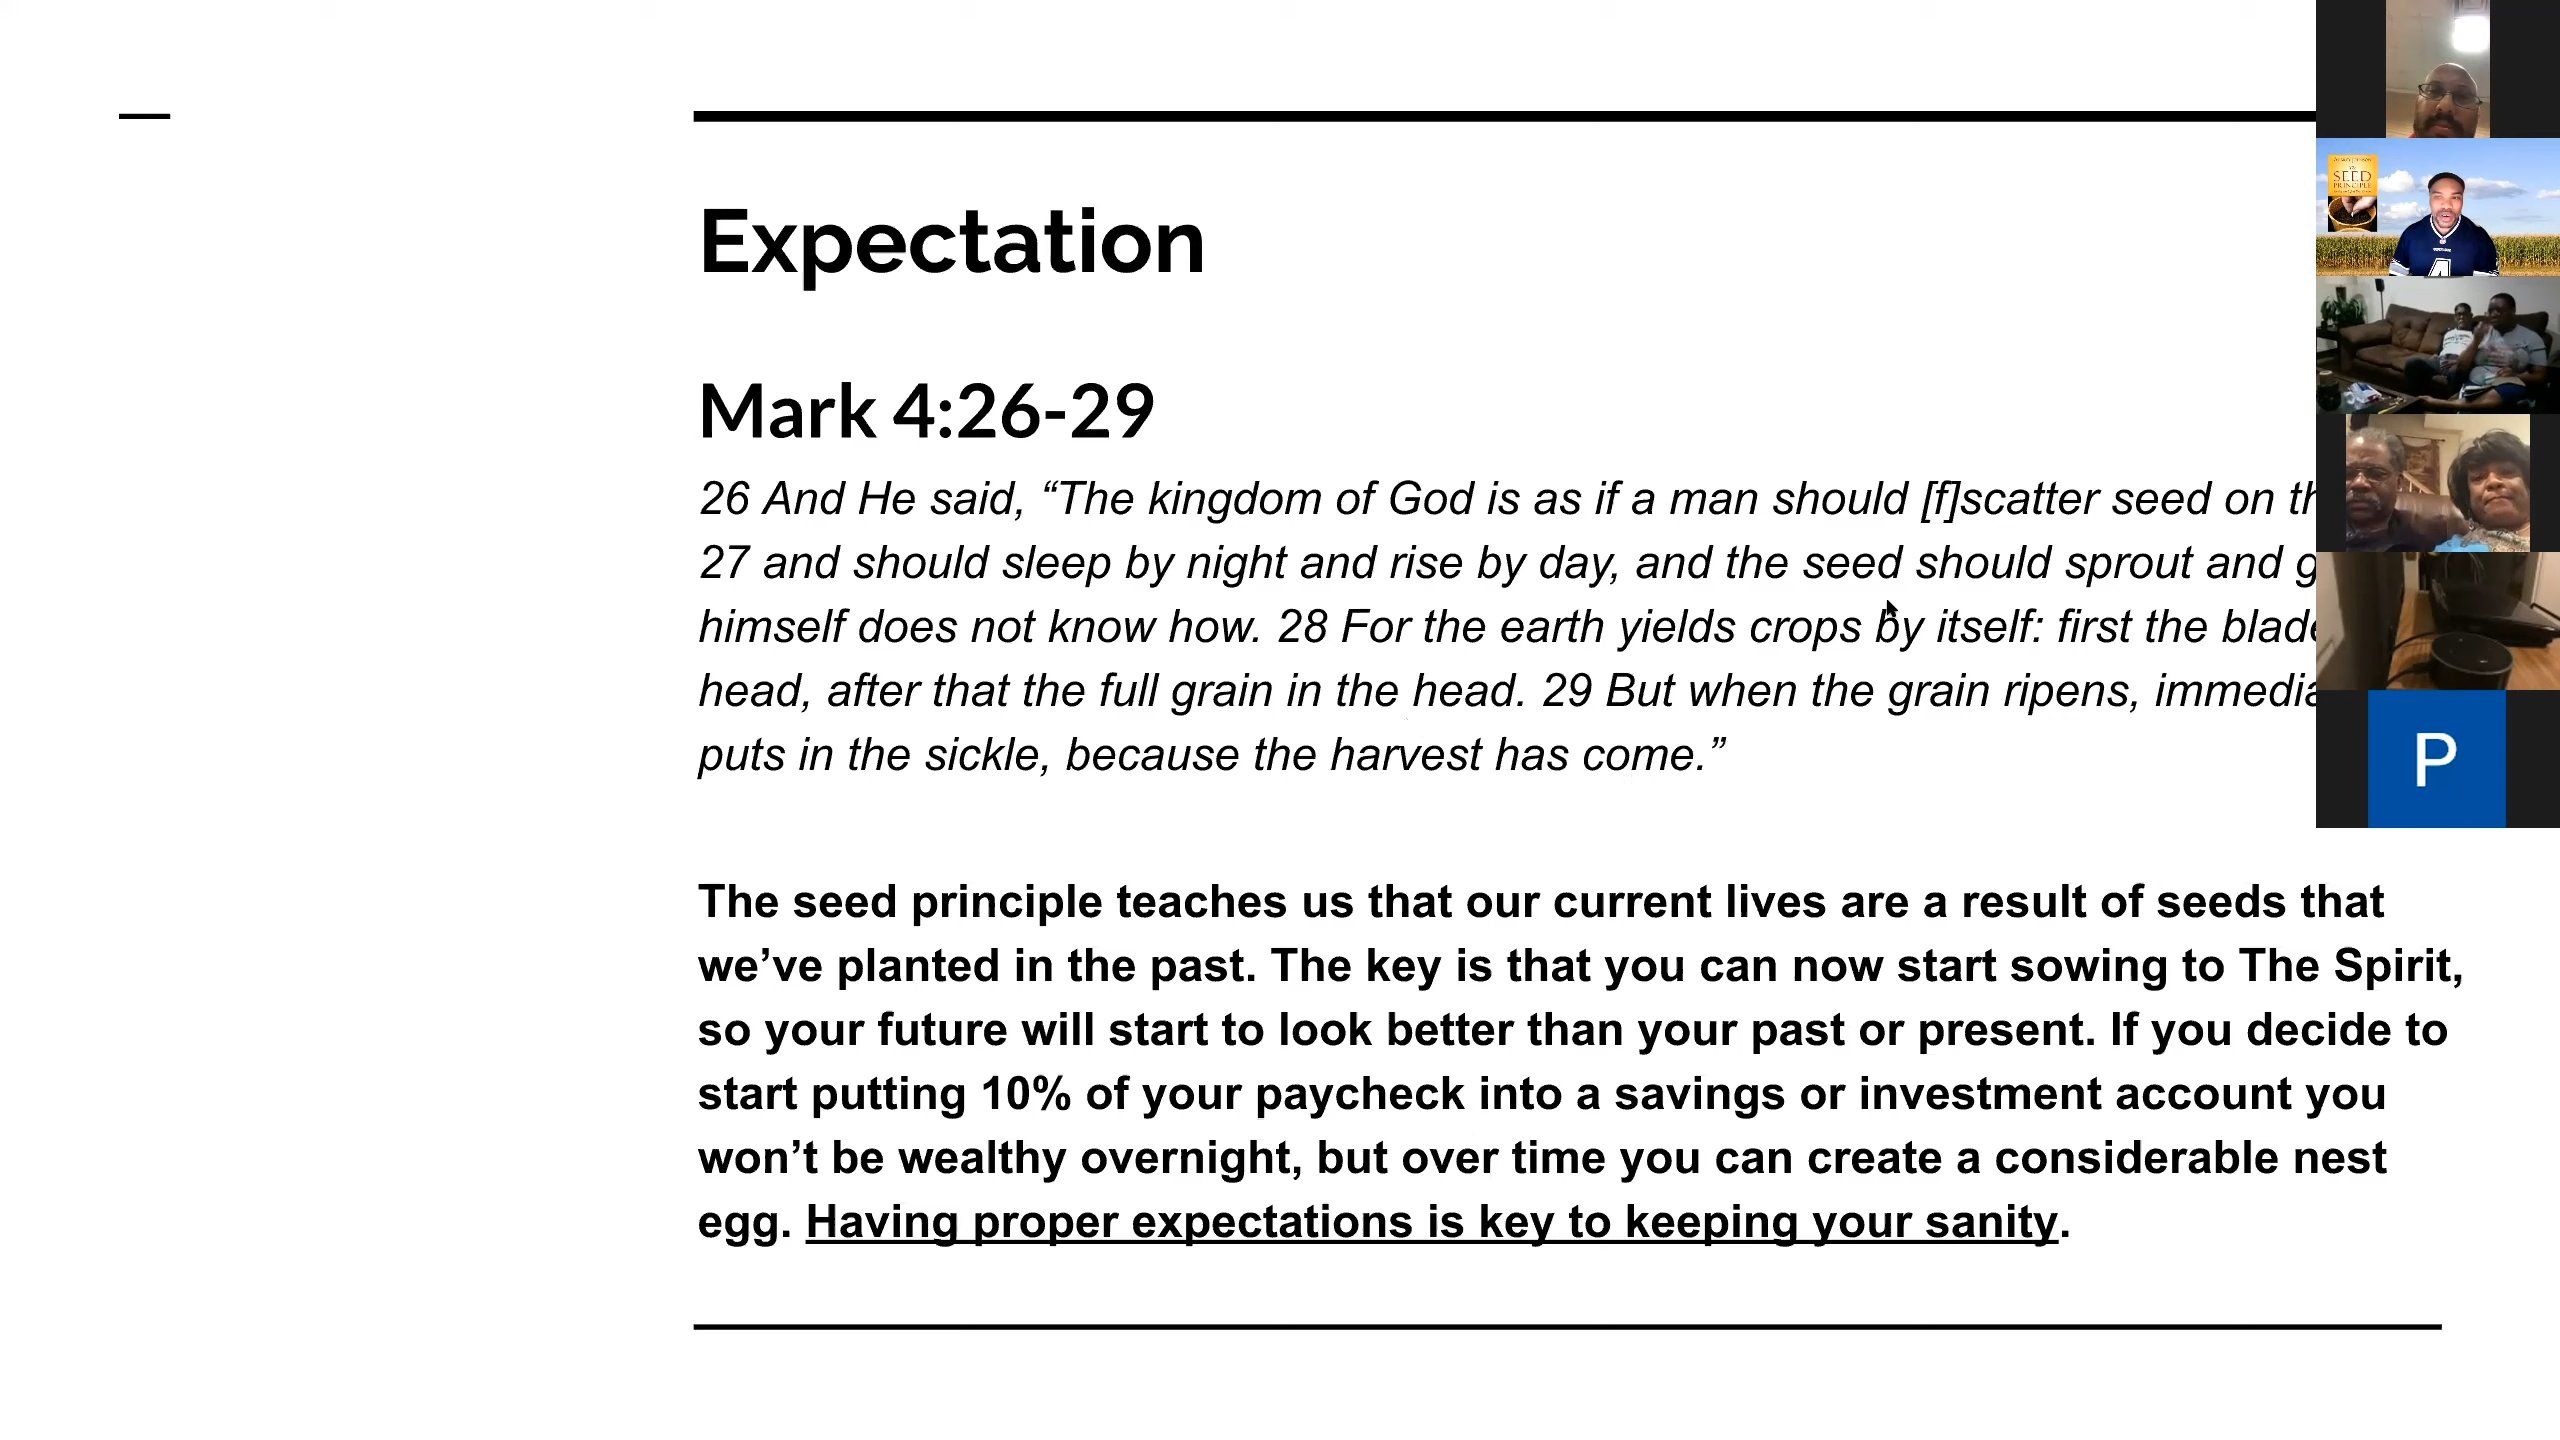 Expectation
Mark 4:26-29
26 And He said, “The kingdom of God is as if a man should [f]scatter seed on
27 and should sleep by night and rise by day, and the seed should sprout and
himself does not know how. 28 For the earth yields crops by itself: first the blade
head, after that the full grain in the head. 29 But when the grain ripens,
puts in the sickle, because the harvest has come.”
The seed principle teaches us that our current lives are a result of seeds that
we’ve planted in the past. The key is that you can now start sowing to The Spirit,
so your future will start to look better than your past or present. If you decide to
start putting 10% of your paycheck into a savings or investment account you
won’t be wealthy overnight, but over time you can create a considerable nest
egg. Having proper expectations is key to keeping your sanity.
SEED
PRINCIPLE
4
P